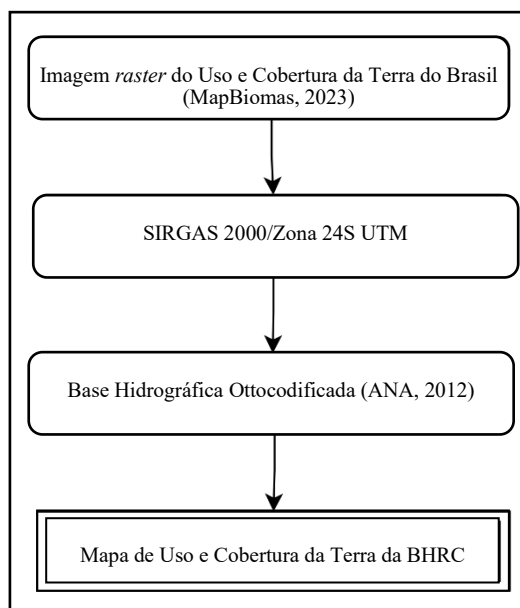 Imagem raster do Uso e Cobertura da Terra do Brasil
(MapBiomas, 2023)
SIRGAS 2000/Zona 24S UTM
Base Hidrográfica Ottocodificada (ANA, 2012)
Mapa de Uso e Cobertura da Terra da BHRC